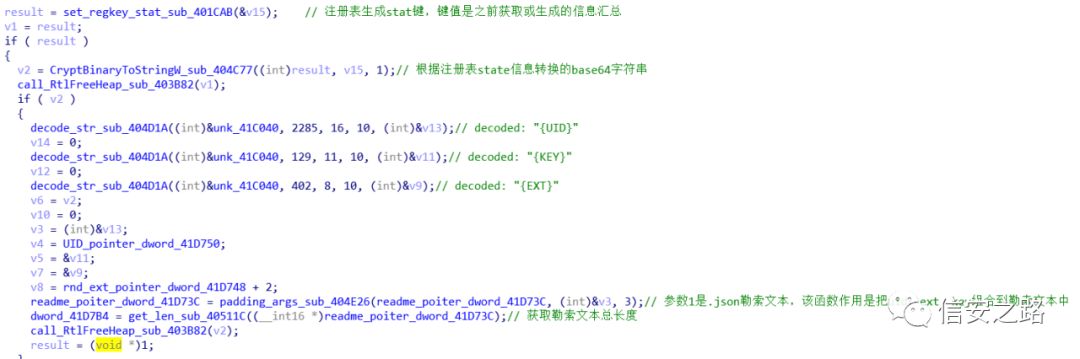 result = set_regkey_stat_sub_401CAB(&v15);    // 注册表生成stat键，键值是之前获取或生成的信息汇总
v1 = result;
if ( result )
{
v2 = CryptBinaryToStringW_sub_404C77((int)result, v15, 1);// 根据注册表state信息转换的base64字符串
call_RtlFreeHeap_sub_403B82(v1);
if ( v2 )
{
decode_str_sub_404D1A((int)&unk_41C040, 2285, 16, 10, (int)&v13);// decoded: "{UID}"
v14 = 0;
decode_str_sub_404D1A((int)&unk_41C040, 129, 11, 10, (int)&v11);// decoded: "{KEY}"
v12 = 0;
decode_str_sub_404D1A((int)&unk_41C040, 402, 8, 10, (int)&v9);// decoded: "{EXT}"
v6 = v2;
v10 = 0;
v3 = (int)&v13;
v4 = UID_pointer_dword_41D750;
v5 = &v11;
v7 = &v9;
v8 = rnd_ext_pointer_dword_41D748 + 2;
readme_poiter_dword_41D73C = padding_args_sub_404E26(readme_poiter_dword_41D73C, (int)&v3, 3);// 参数1是.json勒索文本，该函数作用是把 组合到勒索文本中
dword_41D7B4 = get_len_sub_40511C((__int16 *)readme_poiter_dword_41D73C);// 获取勒索文本总长度
call_RtlFreeHeap_sub_403B82(v2);
result = (void *)1;
信安之路